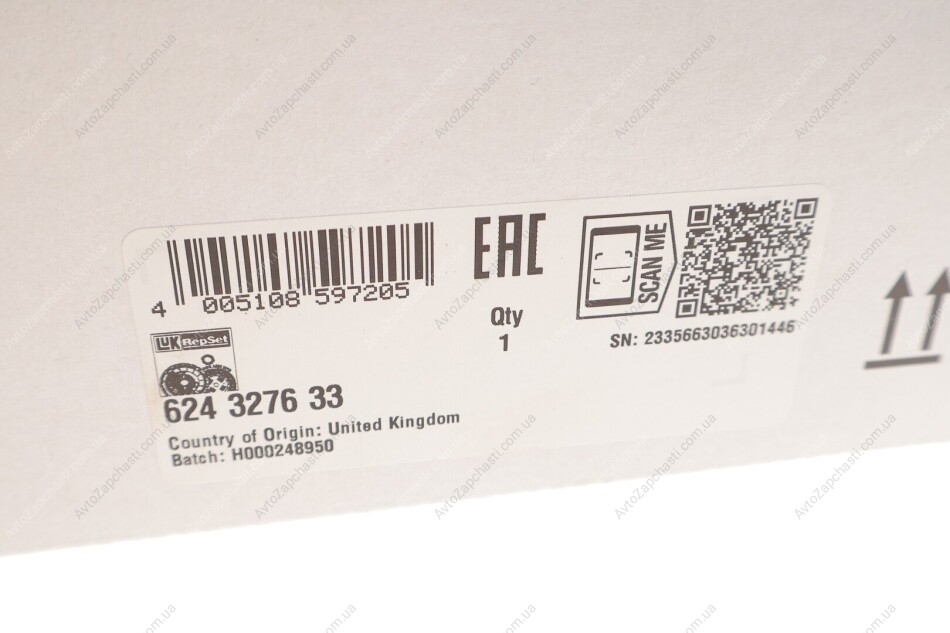 4 005108 597205
EAC
SCAN ME
Qty
1
SN: 2335663036301446
LUK RepSet
624 3276 33
Country of Origin: United Kingdom
Batch: H000248950
AvtoZapchasti.com.ua